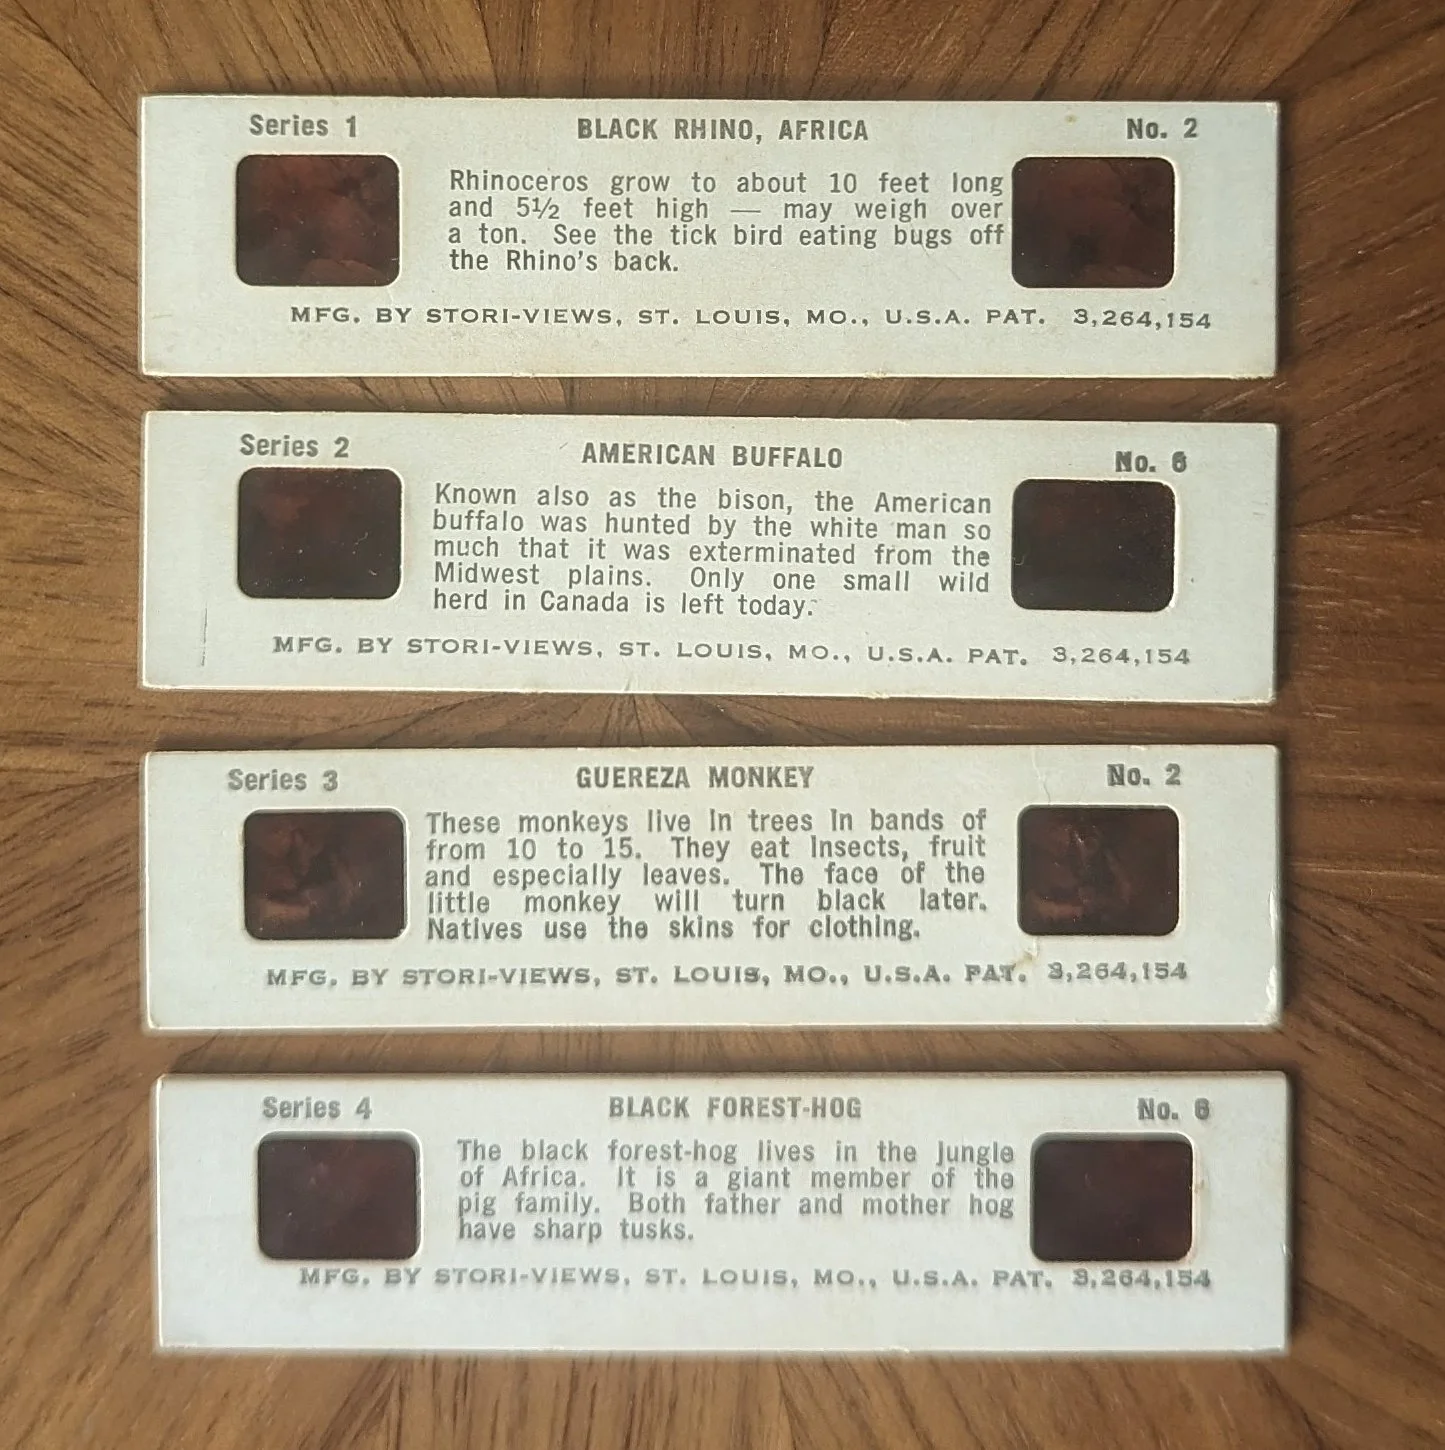 Series 1
BLACK RHINO, AFRICA
No. 2
Rhinoceros grow to about 10 feet long
and 5½ feet high — may weigh over
a ton. See the tick bird eating bugs off
the Rhino's back.
MFG. BY STORI-VIEWS, ST. LOUIS, MO., U.S.A. PAT. 3,264,154
Series 2
AMERICAN BUFFALO
No. 6
Known also as the bison, the American
buffalo was hunted by the white man so
much that it was exterminated from the
Midwest plains. Only one small wild
herd in Canada is left today.
MFG. BY STORI-VIEWS, ST. LOUIS, MO., U.S.A. PAT. 3,264,154
Series 3
GUEREZA MONKEY
No. 2
These monkeys live in trees in bands of
from 10 to 15. They eat insects, fruit
and especially leaves. The face of the
little monkey will turn black later.
Natives use the skins for clothing.
MFG. BY STORI-VIEWS, ST. LOUIS, MO., U.S.A. PAT. 3,264,154
Series 4
BLACK FOREST-HOG
No. 6
The black forest-hog lives in the jungle
of Africa. It is a giant member of the
pig family. Both father and mother hog
have sharp tusks.
MFG. BY STORI-VIEWS, ST. LOUIS, MO., U.S.A. PAT. 3,264,154